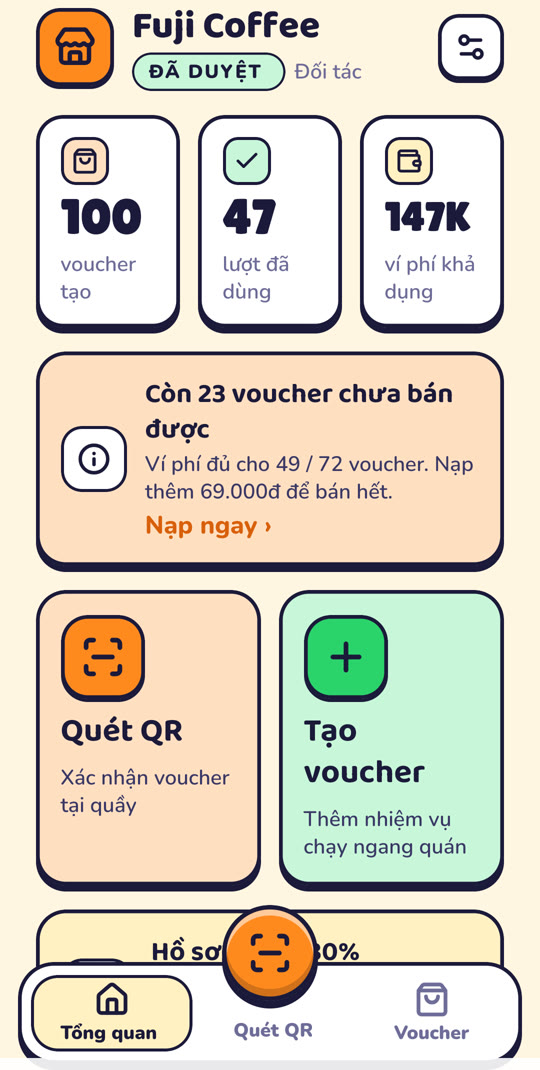 Fuji Coffee
ĐÃ DUYỆT Đối tác
100
voucher
tạo
47
lượt đã
dùng
147K
ví phí khả
dụng
Còn 23 voucher chưa bán
được
Ví phí đủ cho 49 / 72 voucher. Nạp
thêm 69.000đ để bán hết.
Nạp ngay ›
Quét QR
Xác nhận voucher
tại quầy
Tạo
voucher
Thêm nhiệm vụ
chạy ngang quán
Hồ sơ 80%
Tổng quan
Quét QR
Voucher